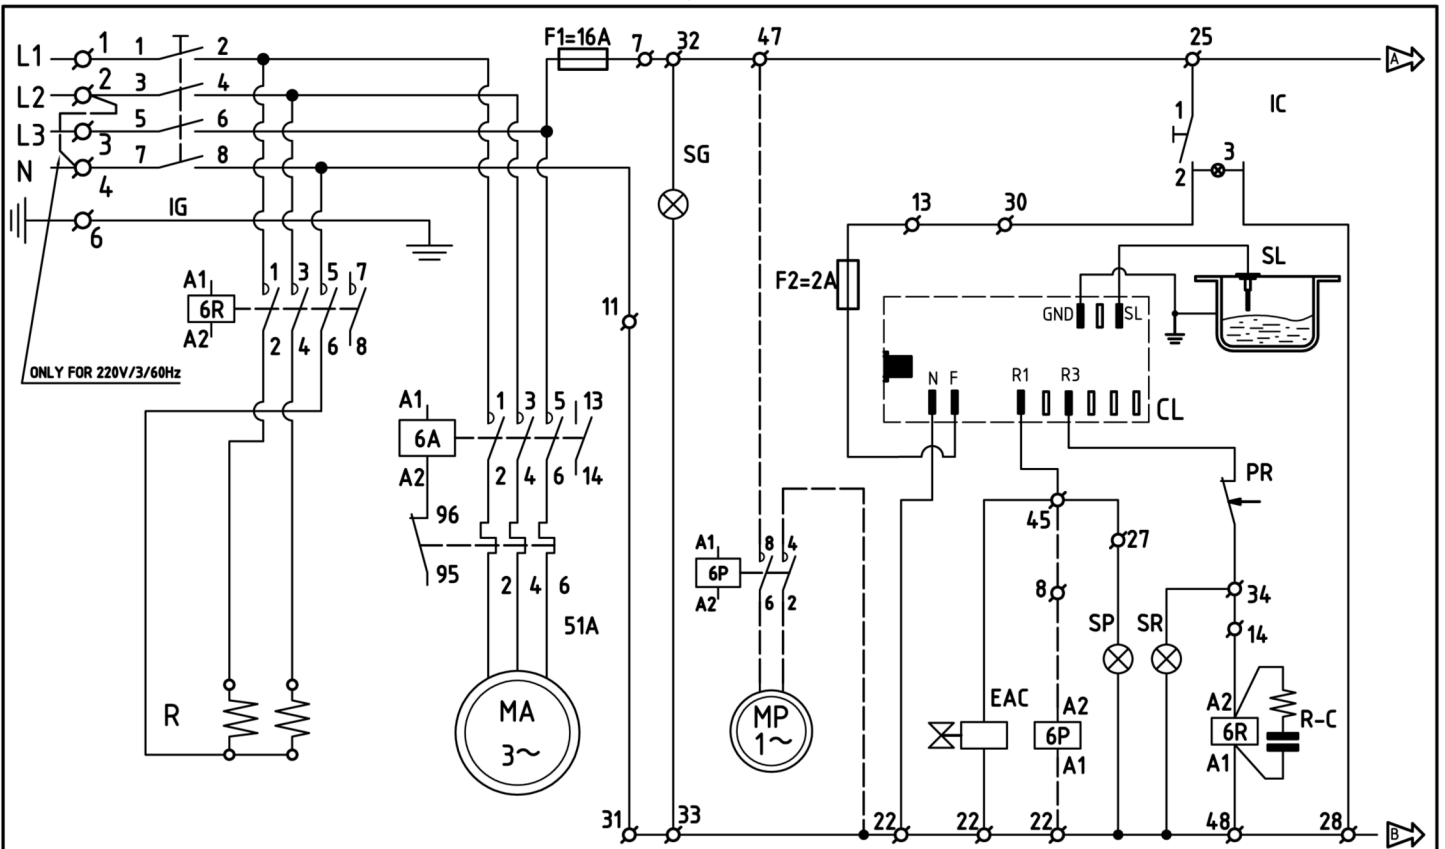 L1 1 1 2 F1=16A 7 32 47 25 A
L2 2 3 4
L3 3 5 6
N 4 7 8
6 IG
SG
1 IC
2 3
13 30
SL
F2=2A
GND SL
A1 1 3 5 7
6R
A2 2 4 6 8
11
ONLY FOR 220V/3/60Hz
N F R1 R3
CL
A1 1 3 5 13
6A
A2 2 4 6 14
96
95
2 4 6
51A
PR
45
27
8
34
14
A1 8 4
6P
A2 6 2
SP SR
R
MA
3~
MP
1~
EAC
A2
6P
A1
A2
6R
A1
R-C
31 33 22 22 22 48 28 B